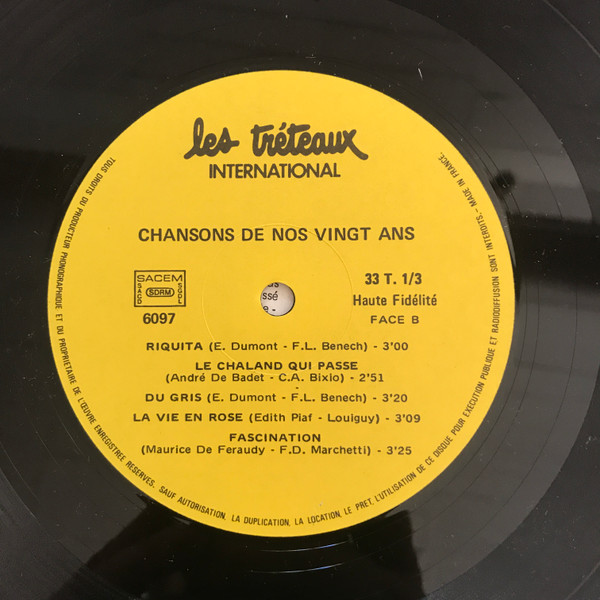 les tréteaux
INTERNATIONAL
CHANSONS DE NOS VINGT ANS
SACEM
SACD SDRM SGDL
6097
33 T. 1/3
Haute Fidélité
FACE B
ssé
RIQUITA (E. Dumont - F.L. Benech) - 3'00
LE CHALAND QUI PASSE
(André De Badet - C.A. Bixio) - 2'51
DU GRIS (E. Dumont - F.L. Benech) - 3'20
LA VIE EN ROSE (Edith Piaf - Louiguy) - 3'09
FASCINATION
(Maurice De Feraudy - F.D. Marchetti) - 3'25
TOUS DROITS DU PRODUCTEUR PHONOGRAPHIQUE ET DU PROPRIETAIRE DE L'ŒUVRE ENREGISTREE RESERVES. SAUF AUTORISATION, LA DUPLICATION, LA LOCATION, LE PRET, L'UTILISATION DE CE DISQUE POUR EXECUTION PUBLIQUE ET RADIODIFFUSION SONT INTERDITS.- MADE IN FRANCE.